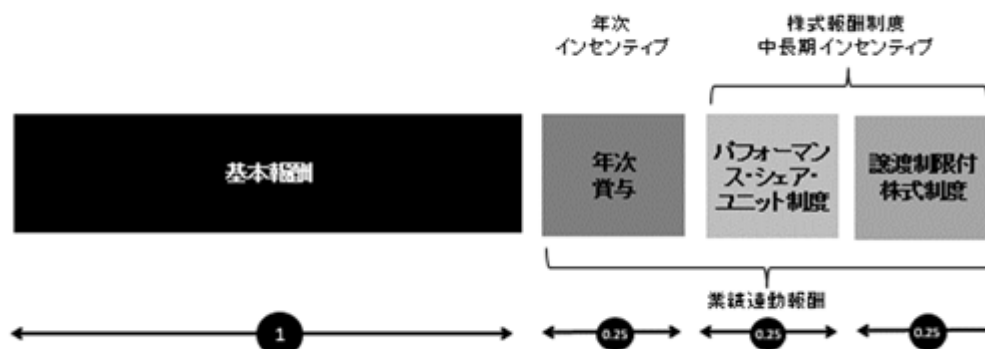 年次
インセンティブ
株式報酬制度
中長期インセンティブ
基本報酬
年次
賞与
パフォーマン
ス・シェア・
ユニット制度
譲渡制限付
株式制度
業績連動報酬
1
0.25
0.25
0.25